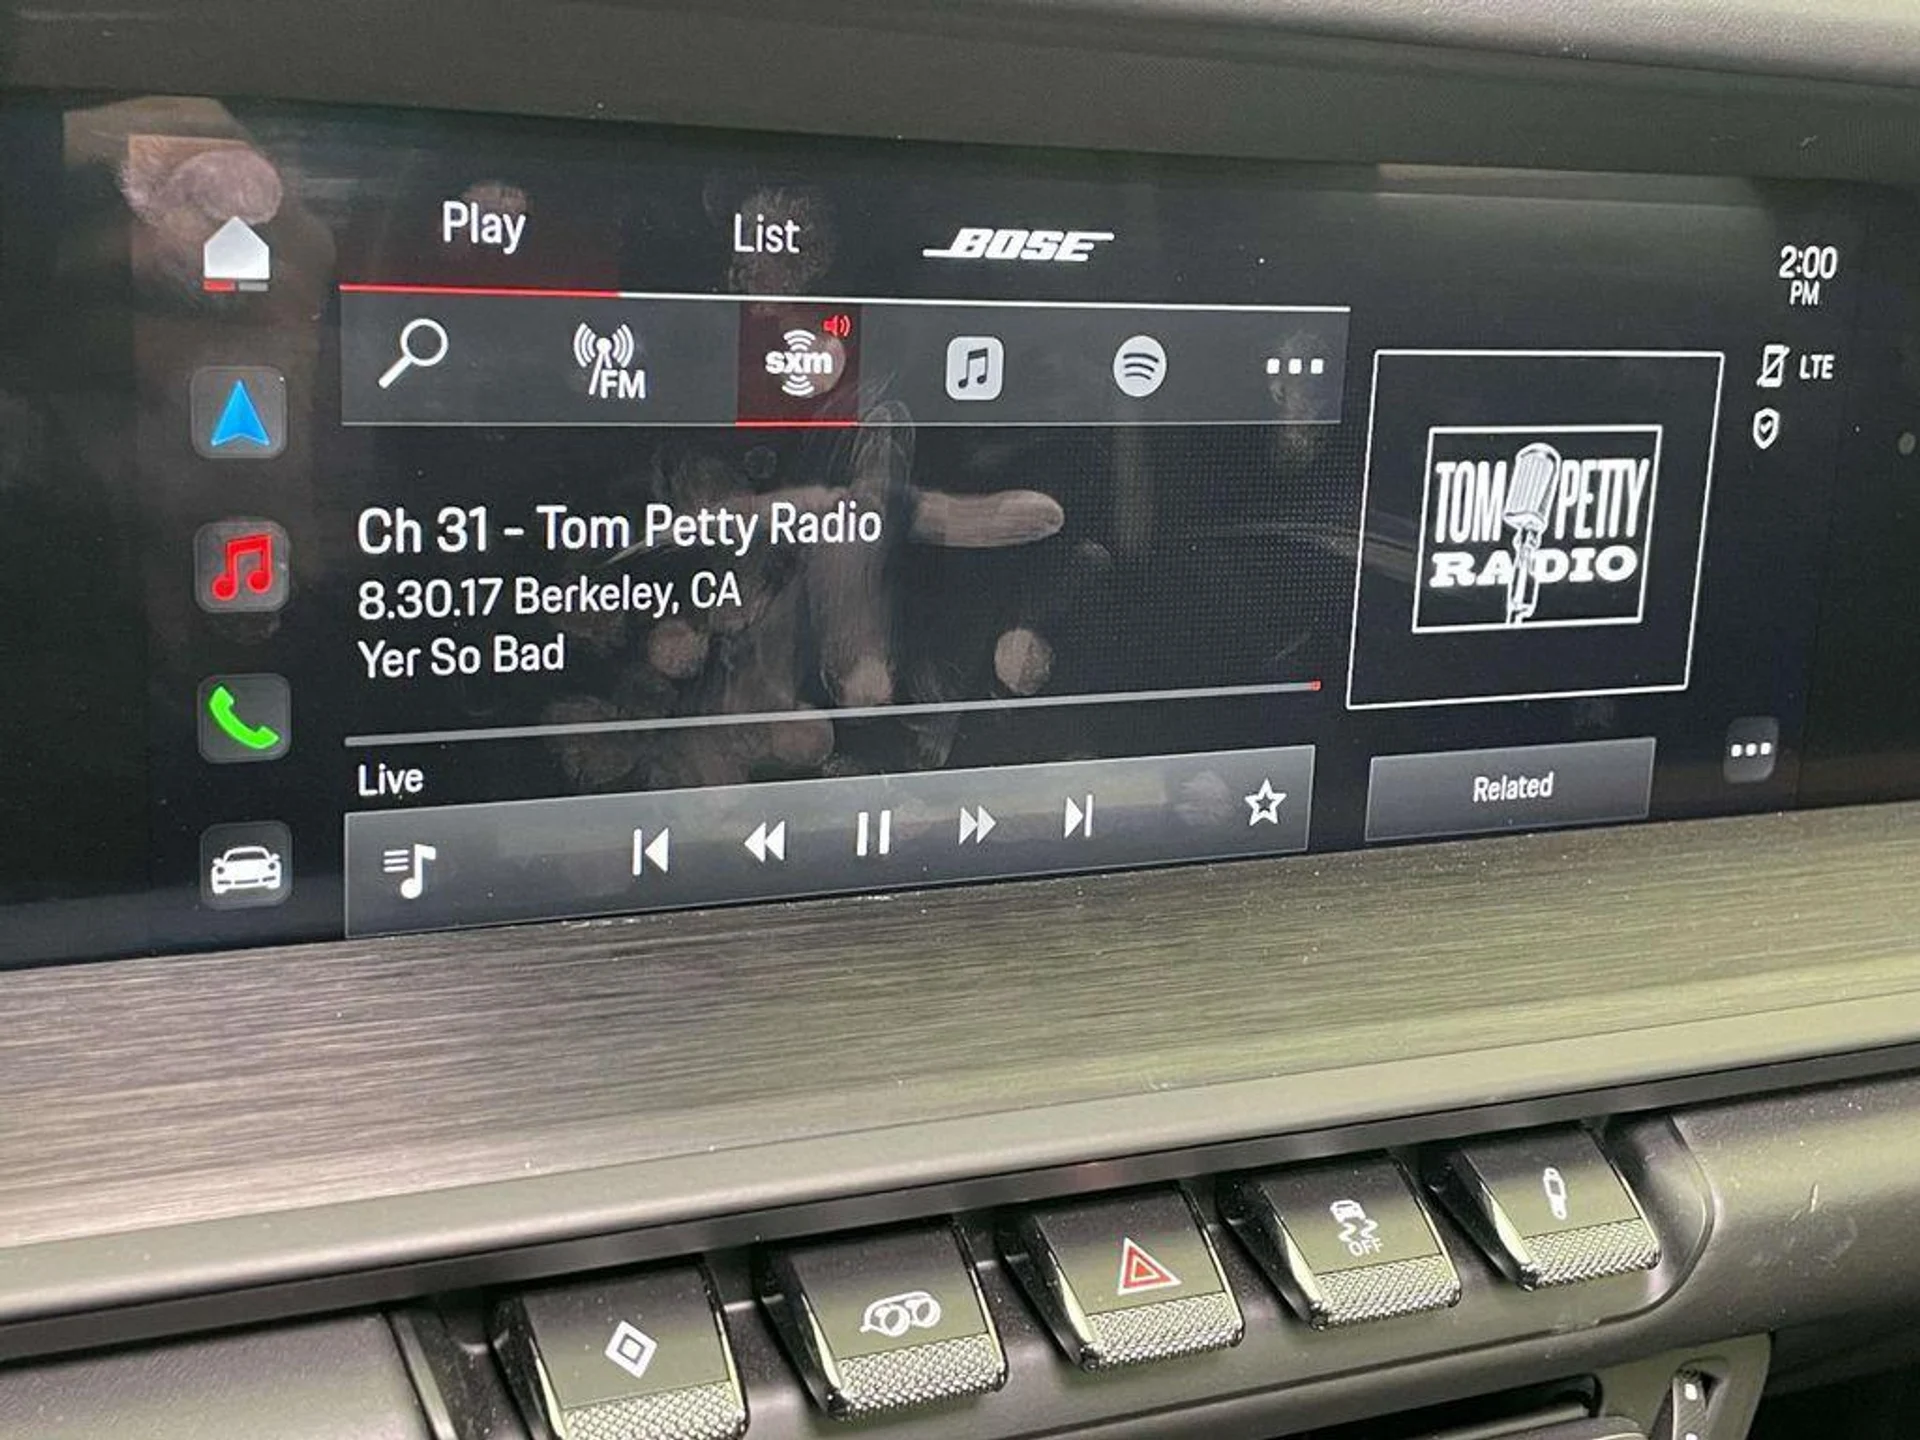 Play
List
BOSE
2:00
PM
FM
sxm
LTE
Ch 31 - Tom Petty Radio
8.30.17 Berkeley, CA
Yer So Bad
TOM PETTY
RADIO
Live
Related
OFF